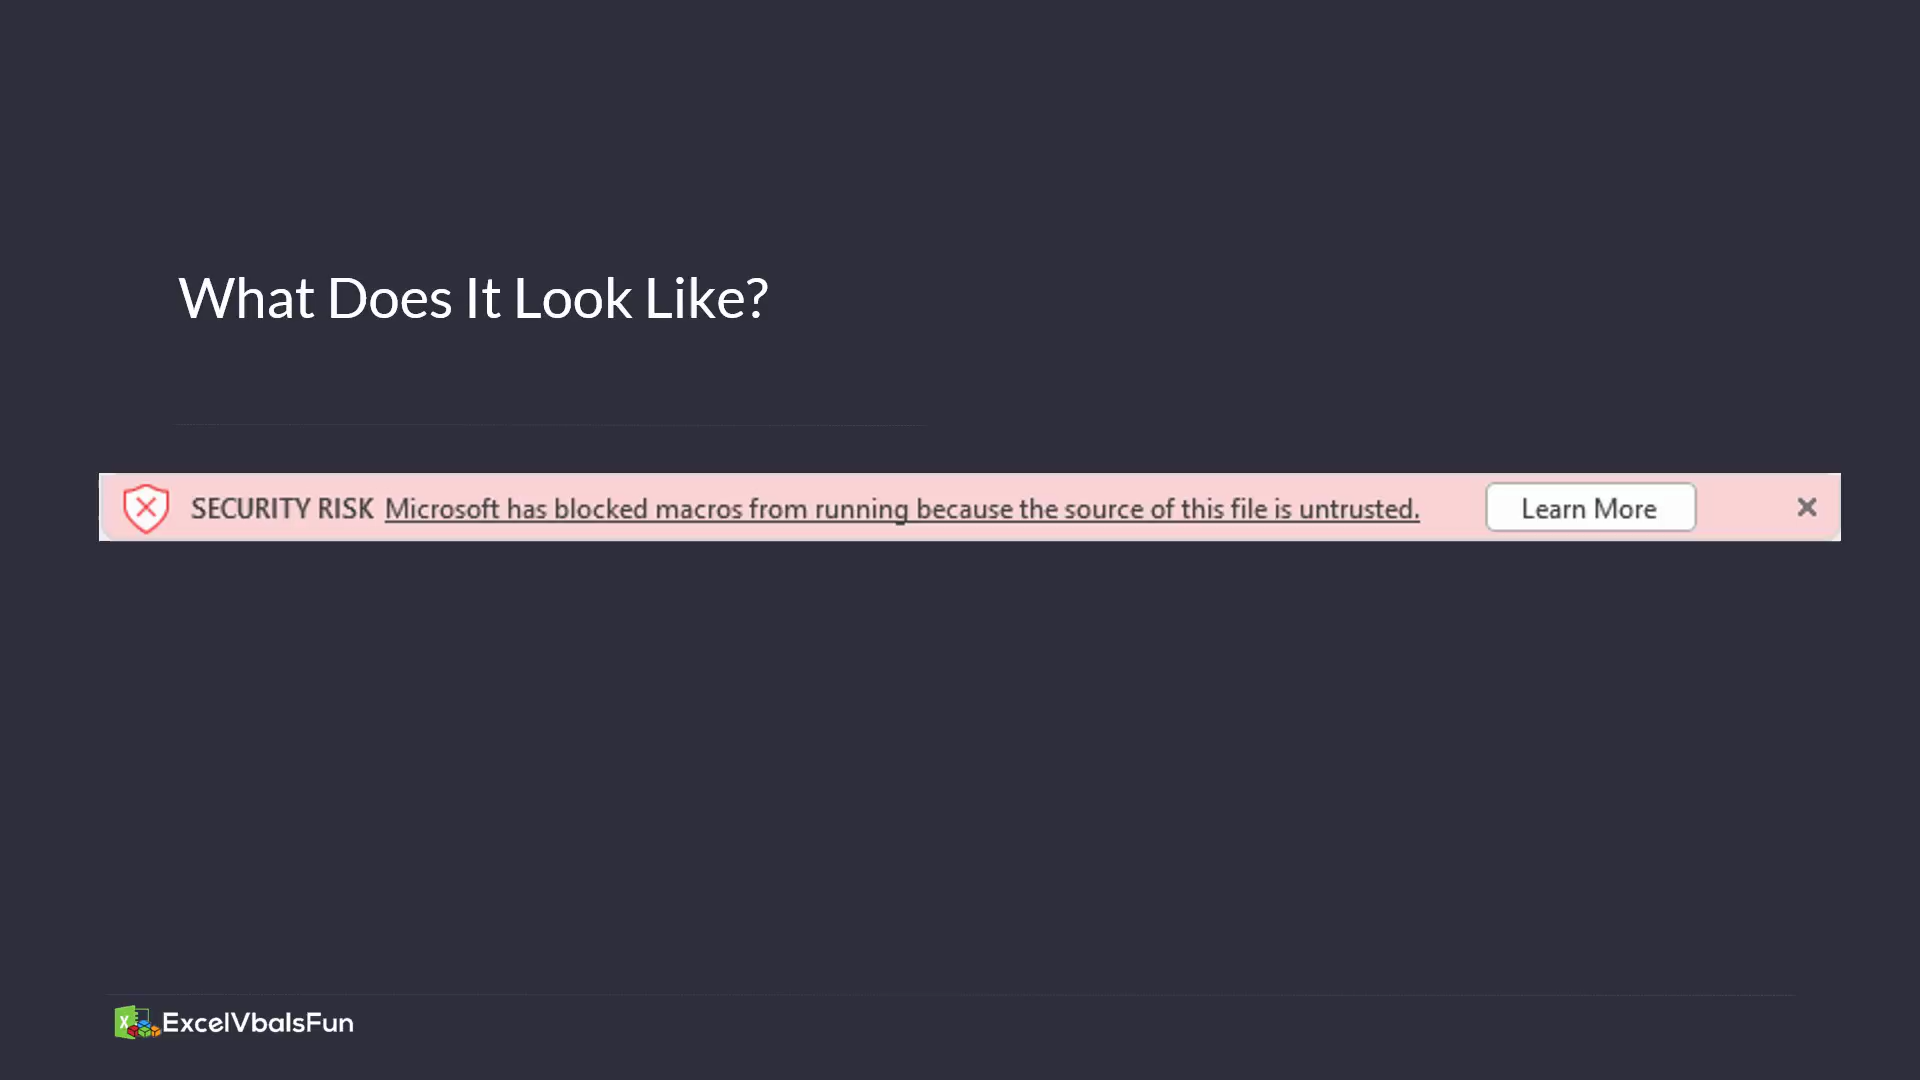 What Does It Look Like?
SECURITY RISK Microsoft has blocked macros from running because the source of this file is untrusted. Learn More
ExcelVbaIsFun